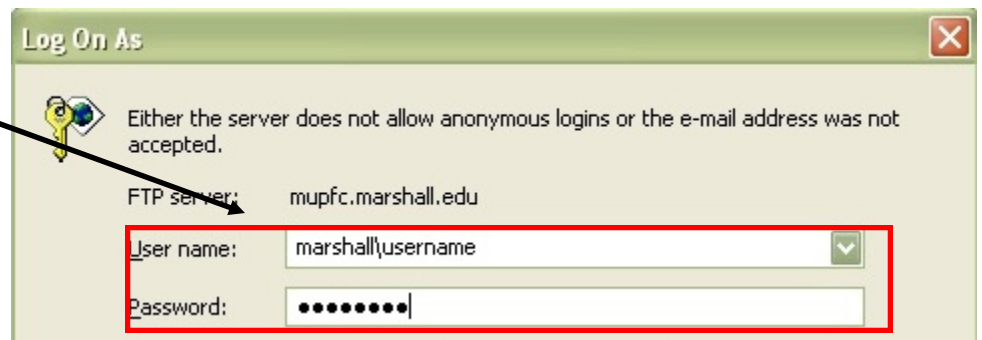 Log On As
Either the server does not allow anonymous logins or the e-mail address was not
accepted.
FTP server: mupfc.marshall.edu
User name: marshall\username
Password: ●●●●●●●●